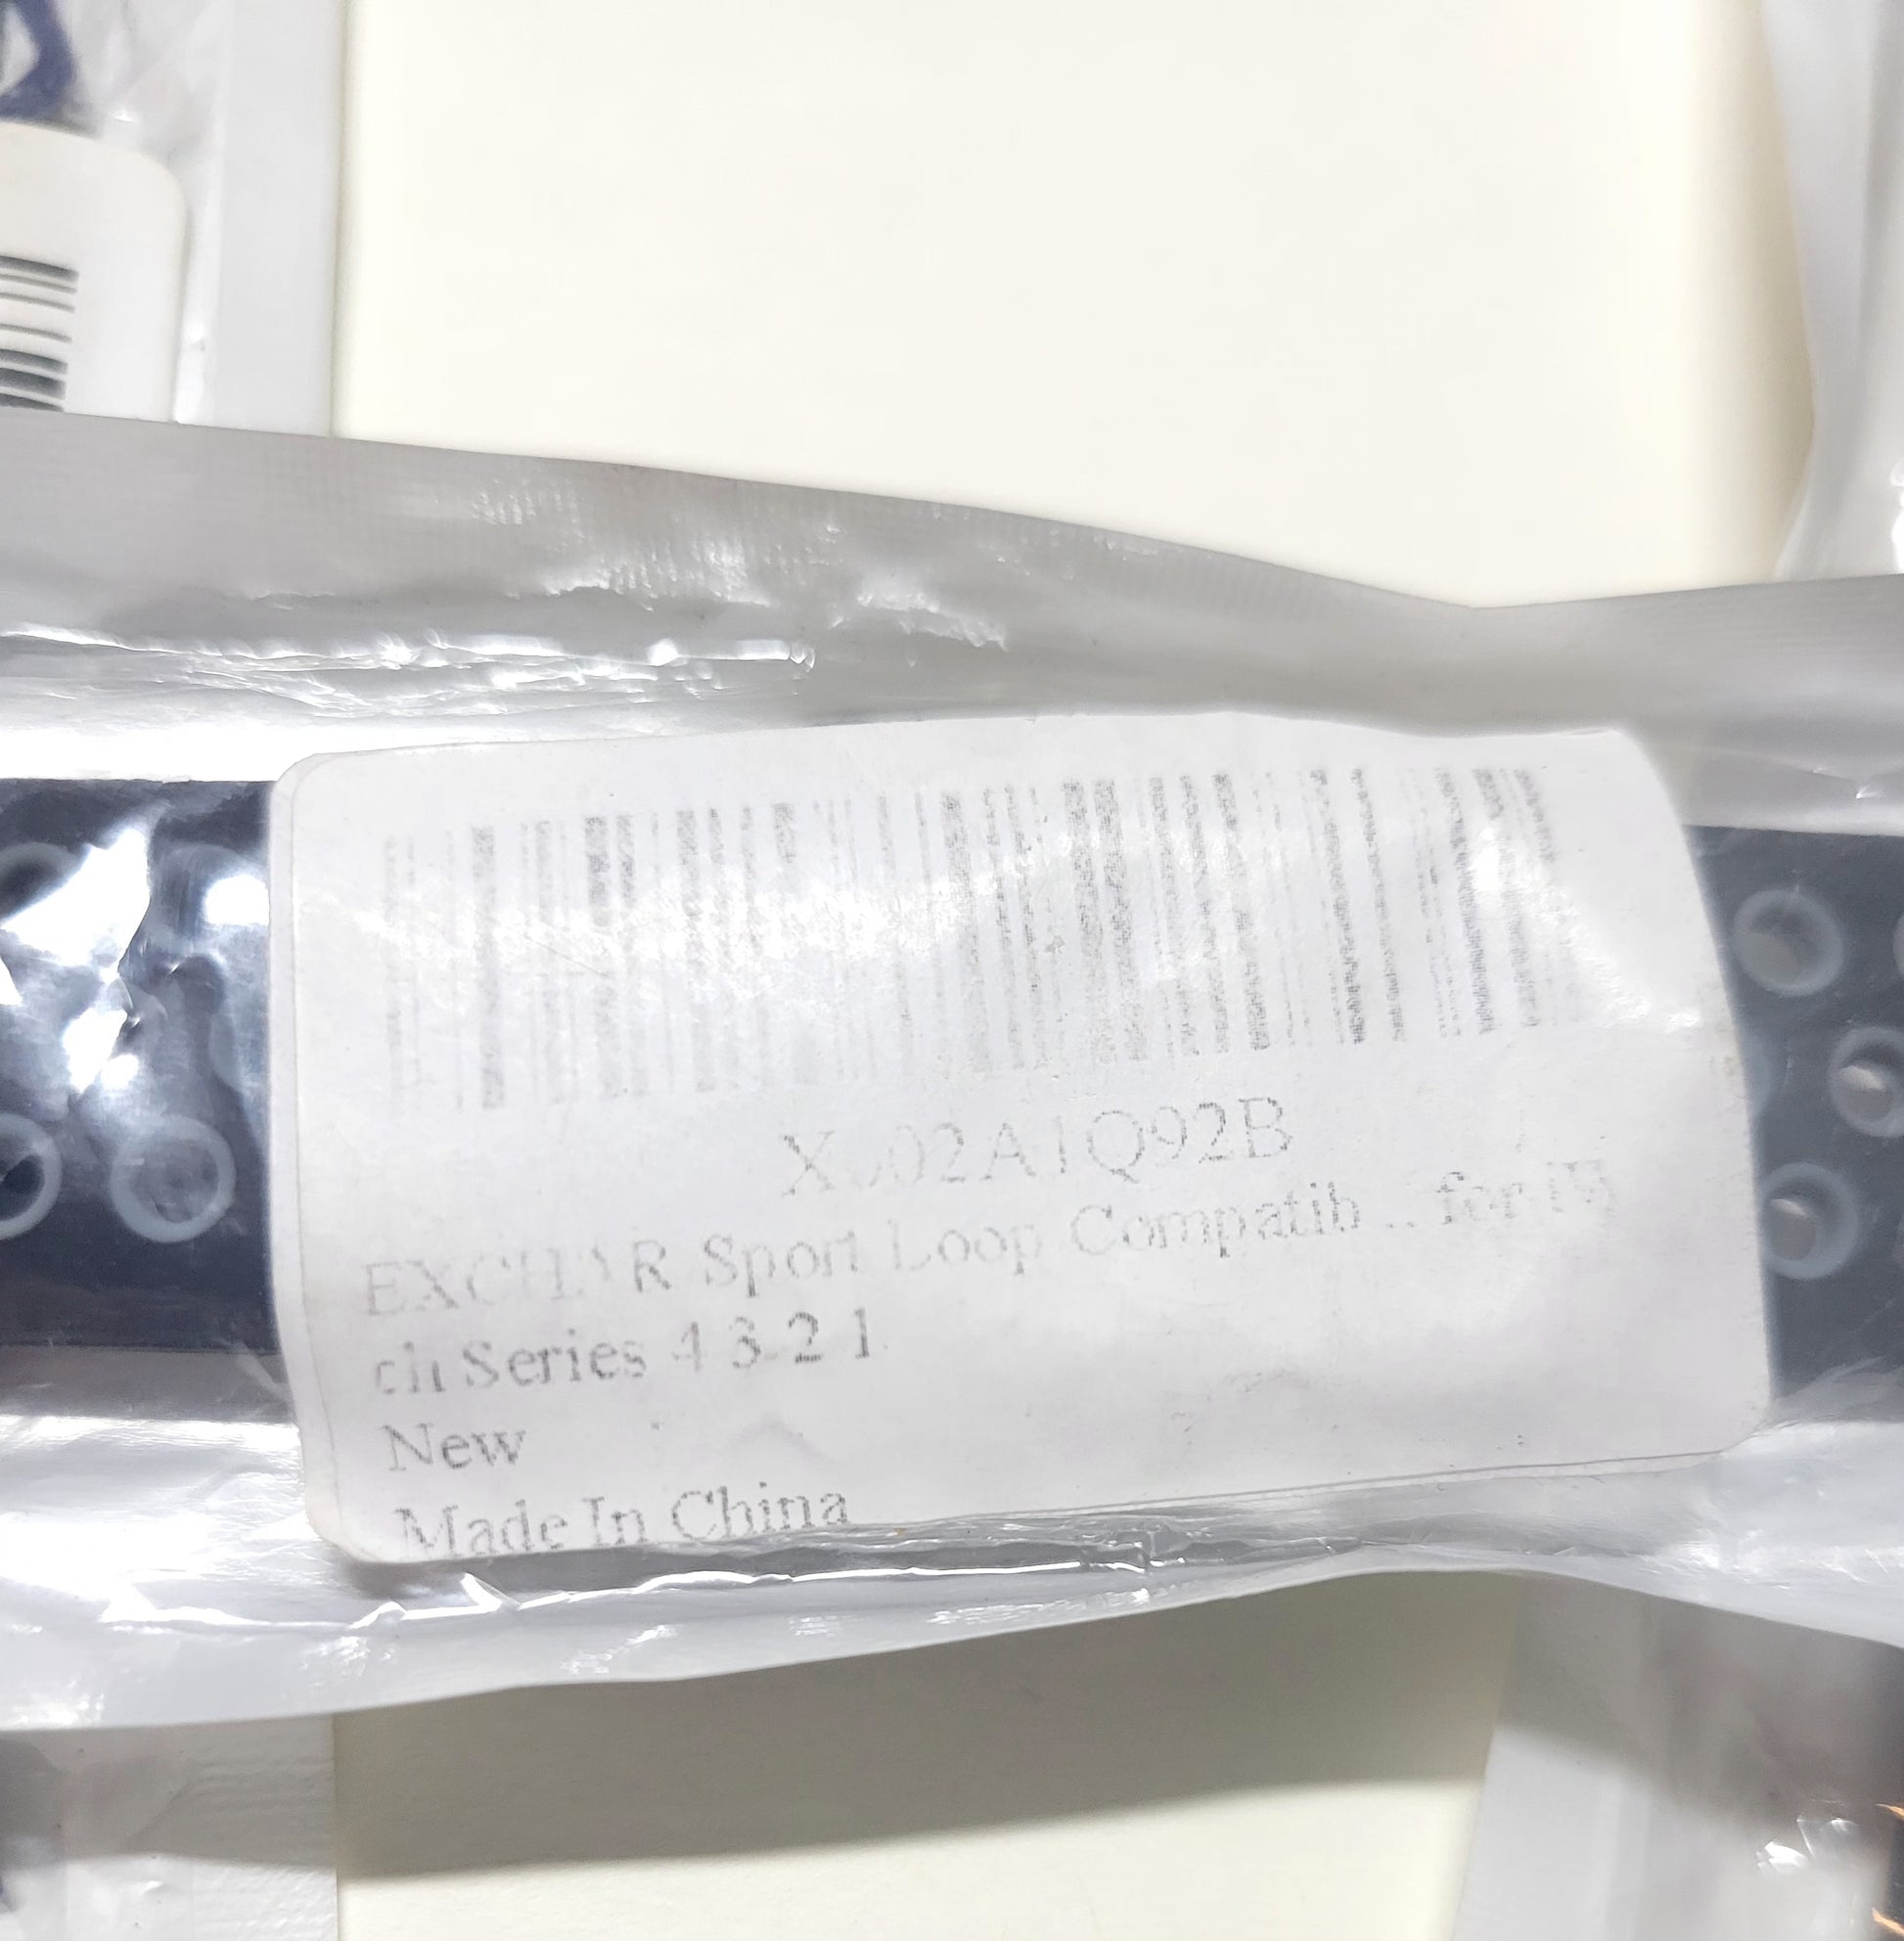 X002A1Q92B
EXCHAR Sport Loop Compatib... for
ch Series 4 3 2 1
New
Made In China